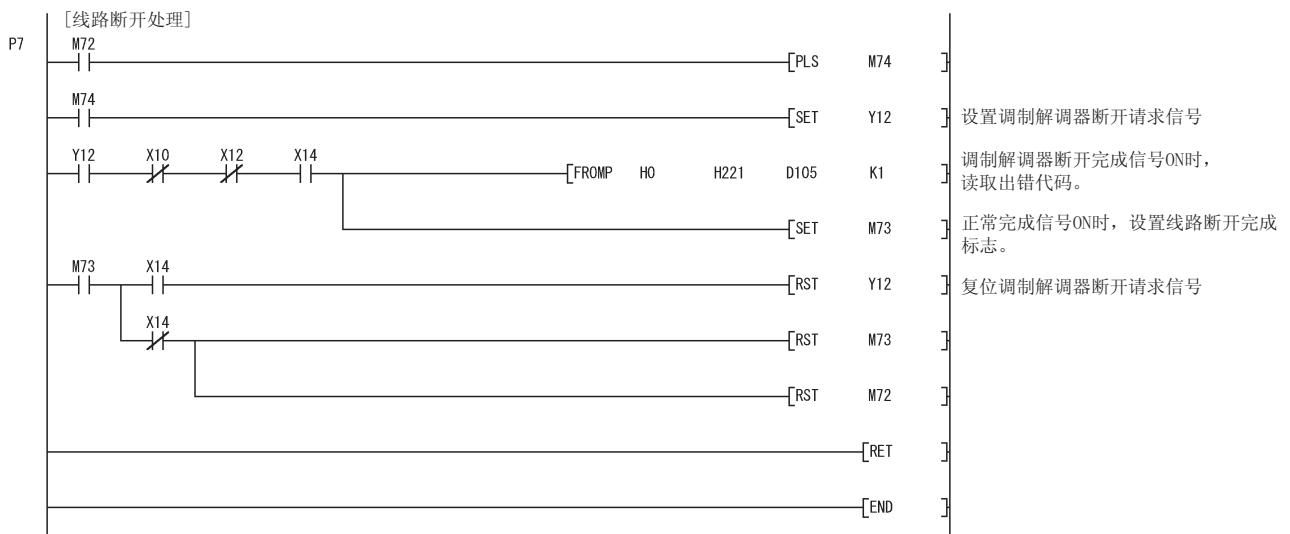 [线路断开处理]
P7
M72
PLS M74
M74
SET Y12 设置调制解调器断开请求信号
Y12 X10 X12 X14
FROMP H0 H221 D105 K1 调制解调器断开完成信号ON时，
读取出错代码。
SET M73 正常完成信号ON时，设置线路断开完成
标志。
M73 X14
RST Y12 复位调制解调器断开请求信号
X14
RST M73
RST M72
RET
END